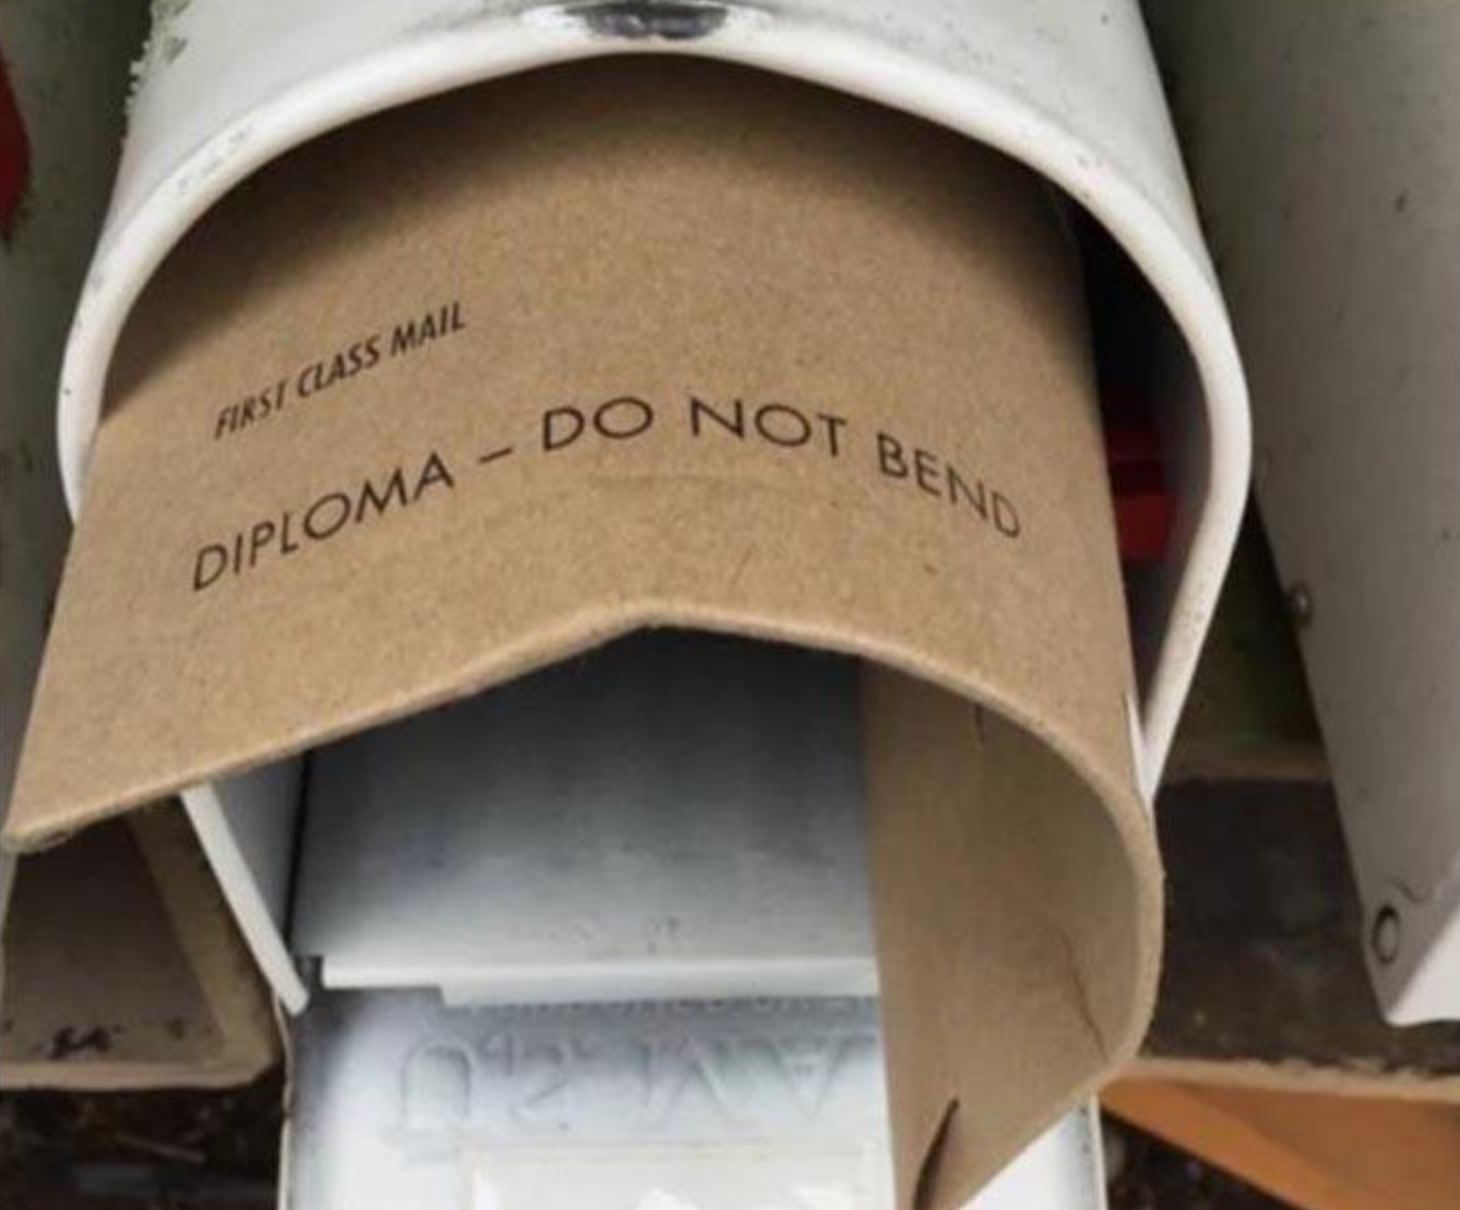 FIRST CLASS MAIL
DIPLOMA – DO NOT BEND